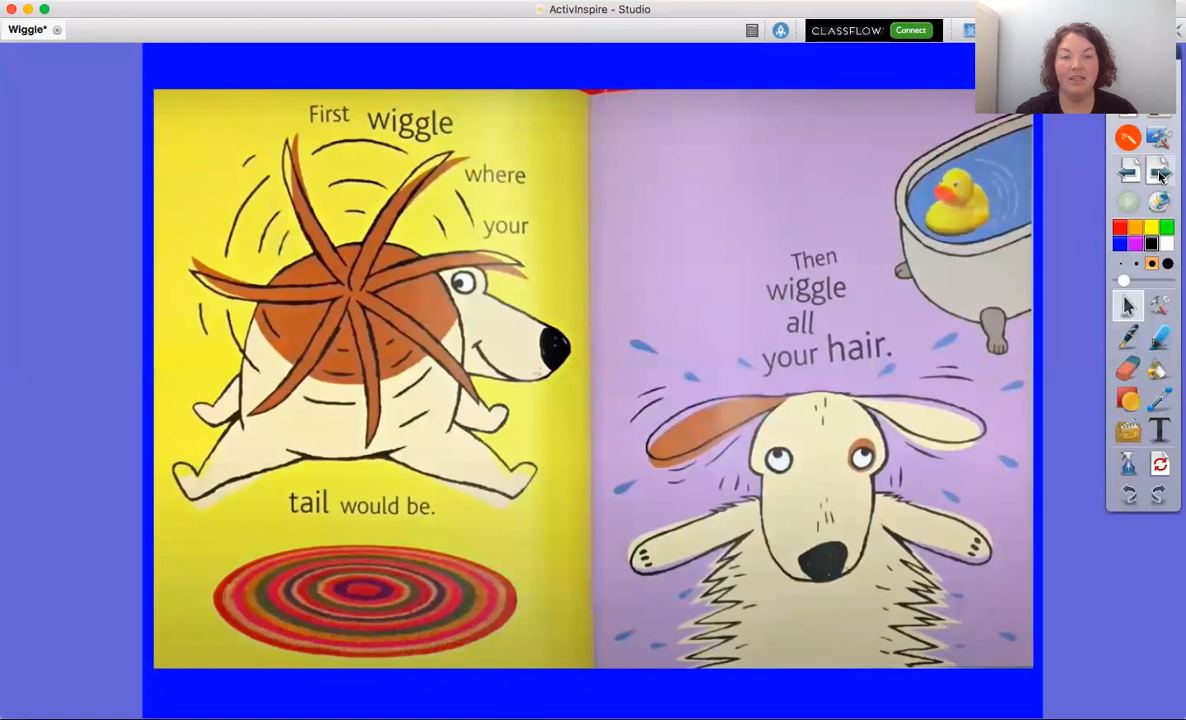 ActivInspire - Studio
Wiggle*
CLASSFLOW
Connect
First wiggle
where
your
tail would be.
Then
wiggle
all
your hair.
T